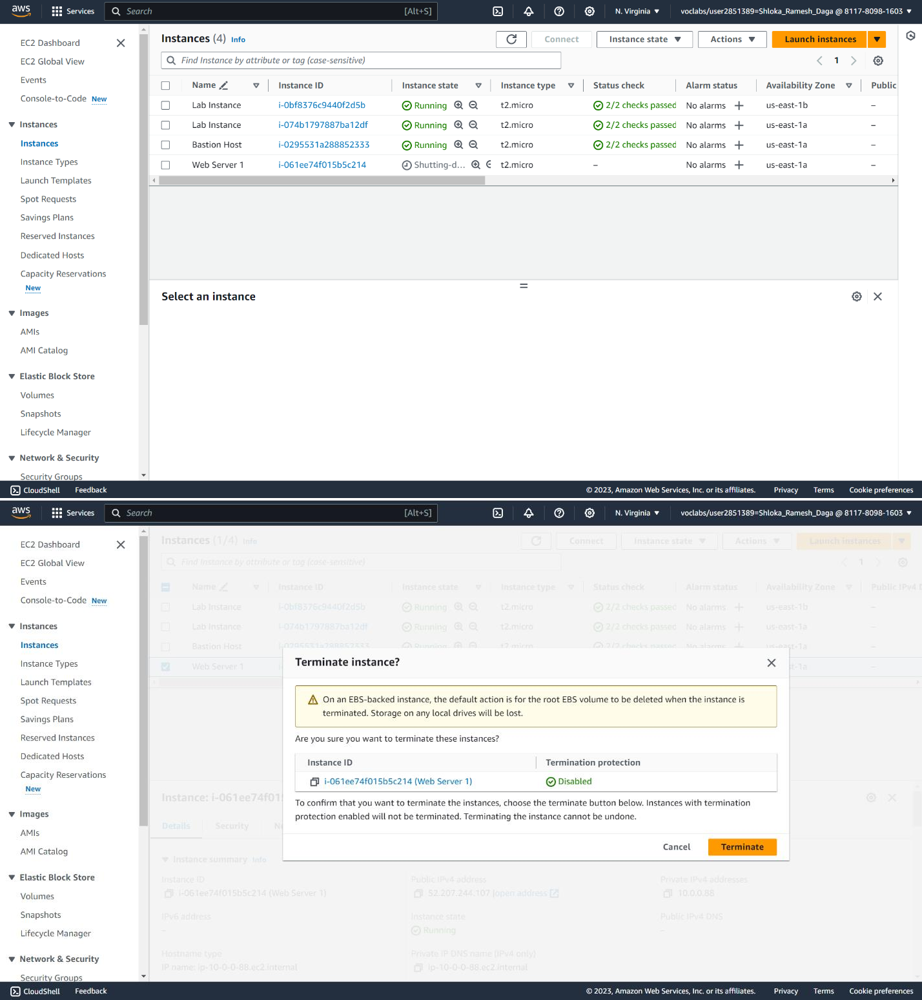 aws Services Search [Alt+S] N. Virginia voclabs/user2851389=Shloka_Ramesh_Daga @ 8117-8098-1603
EC2 Dashboard
EC2 Global View
Events
Console-to-Code New
Instances
Instances
Instance Types
Launch Templates
Spot Requests
Savings Plans
Reserved Instances
Dedicated Hosts
Capacity Reservations
New
Images
AMIs
AMI Catalog
Elastic Block Store
Volumes
Snapshots
Lifecycle Manager
Network & Security
Security Groups
Instances (4) Info Connect Instance state Actions Launch instances
Find Instance by attribute or tag (case-sensitive) 1
Name Instance ID Instance state Instance type Status check Alarm status Availability Zone Public
Lab Instance i-0bf8376c9440f2d5b Running t2.micro 2/2 checks passed No alarms us-east-1b –
Lab Instance i-074b1797887ba12df Running t2.micro 2/2 checks passed No alarms us-east-1a –
Bastion Host i-0295531a288852333 Running t2.micro 2/2 checks passed No alarms us-east-1a –
Web Server 1 i-061ee74f015b5c214 Shutting-d... t2.micro – No alarms us-east-1a –
Select an instance
CloudShell Feedback © 2023, Amazon Web Services, Inc. or its affiliates. Privacy Terms Cookie preferences
aws Services Search [Alt+S] N. Virginia voclabs/user2851389=Shloka_Ramesh_Daga @ 8117-8098-1603
EC2 Dashboard
EC2 Global View
Events
Console-to-Code New
Instances
Instances
Instance Types
Launch Templates
Spot Requests
Savings Plans
Reserved Instances
Dedicated Hosts
Capacity Reservations
New
Images
AMIs
AMI Catalog
Elastic Block Store
Volumes
Snapshots
Lifecycle Manager
Network & Security
Security Groups
Instances (1/4) Info Connect Instance state Actions Launch instances
Find Instance by attribute or tag (case-sensitive) 1
Name Instance ID Instance state Instance type Status check Alarm status Availability Zone Public IPv4 D
Lab Instance i-0bf8376c9440f2d5b Running t2.micro 2/2 checks passed No alarms us-east-1b –
Lab Instance i-074b1797887ba12df Running t2.micro 2/2 checks passed No alarms us-east-1a –
Bastion Host i-0295531a288852333 Running t2.micro 2/2 checks passed No alarms us-east-1a –
Web Server 1 st-1a –
Terminate instance?
On an EBS-backed instance, the default action is for the root EBS volume to be deleted when the instance is
terminated. Storage on any local drives will be lost.
Are you sure you want to terminate these instances?
Instance ID Termination protection
i-061ee74f015b5c214 (Web Server 1) Disabled
To confirm that you want to terminate the instances, choose the terminate button below. Instances with termination
protection enabled will not be terminated. Terminating the instance cannot be undone.
Cancel Terminate
Instance: i-061ee74f01
Details Security N
Instance summary Info
Instance ID Public IPv4 address Private IPv4 addresses
i-061ee74f015b5c214 (Web Server 1) 52.207.244.107 |open address 10.0.0.88
IPv6 address Instance state Public IPv4 DNS
– Running –
Hostname type Private IP DNS name (IPv4 only)
IP name: ip-10-0-0-88.ec2.internal ip-10-0-0-88.ec2.internal
CloudShell Feedback © 2023, Amazon Web Services, Inc. or its affiliates. Privacy Terms Cookie preferences